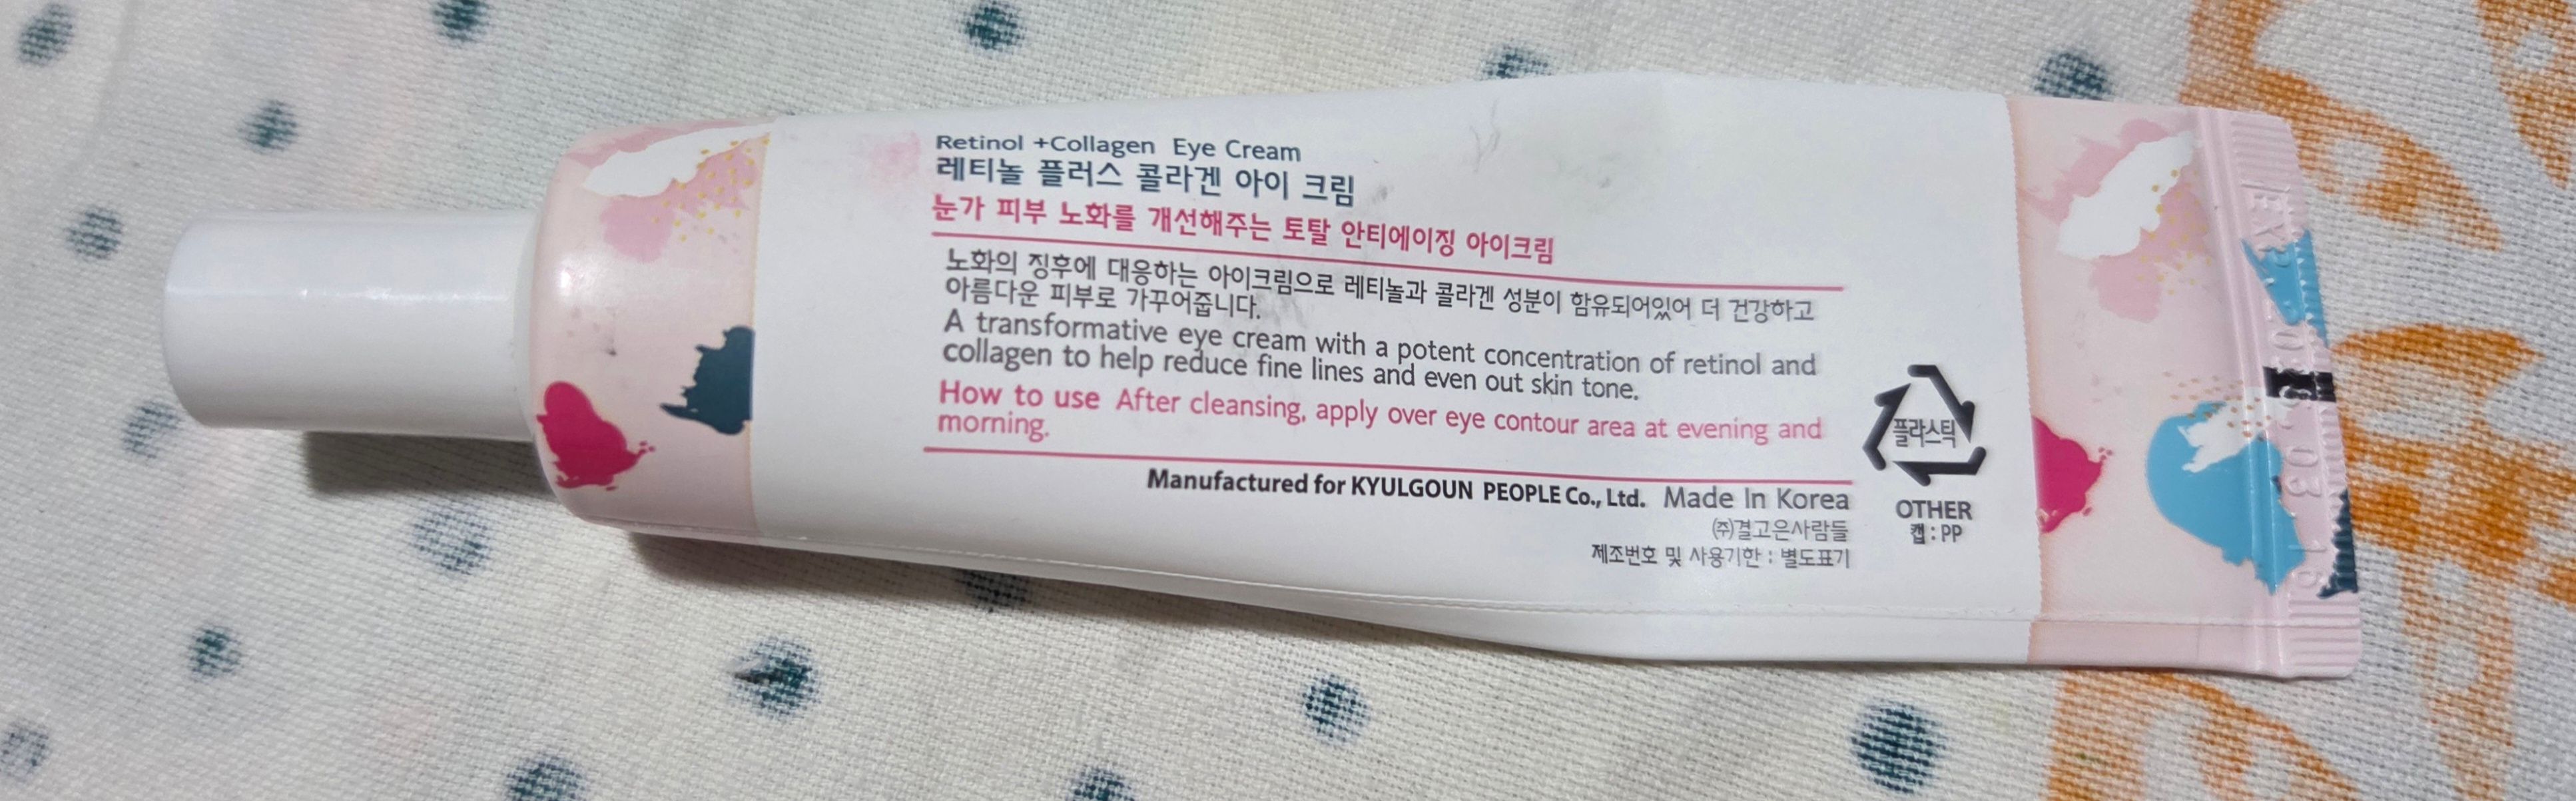 Retinol +Collagen Eye Cream
레티놀 플러스 콜라겐 아이 크림
눈가 피부 노화를 개선해주는 토탈 안티에이징 아이크림
노화의 징후에 대응하는 아이크림으로 레티놀과 콜라겐 성분이 함유되어있어 더 건강하고
아름다운 피부로 가꾸어줍니다.
A transformative eye cream with a potent concentration of retinol and
collagen to help reduce fine lines and even out skin tone.
How to use After cleansing, apply over eye contour area at evening and
morning.
Manufactured for KYULGOUN PEOPLE Co., Ltd. Made In Korea
㈜결고은사람들
제조번호 및 사용기한 : 별도표기
플라스틱
OTHER
캡 : PP